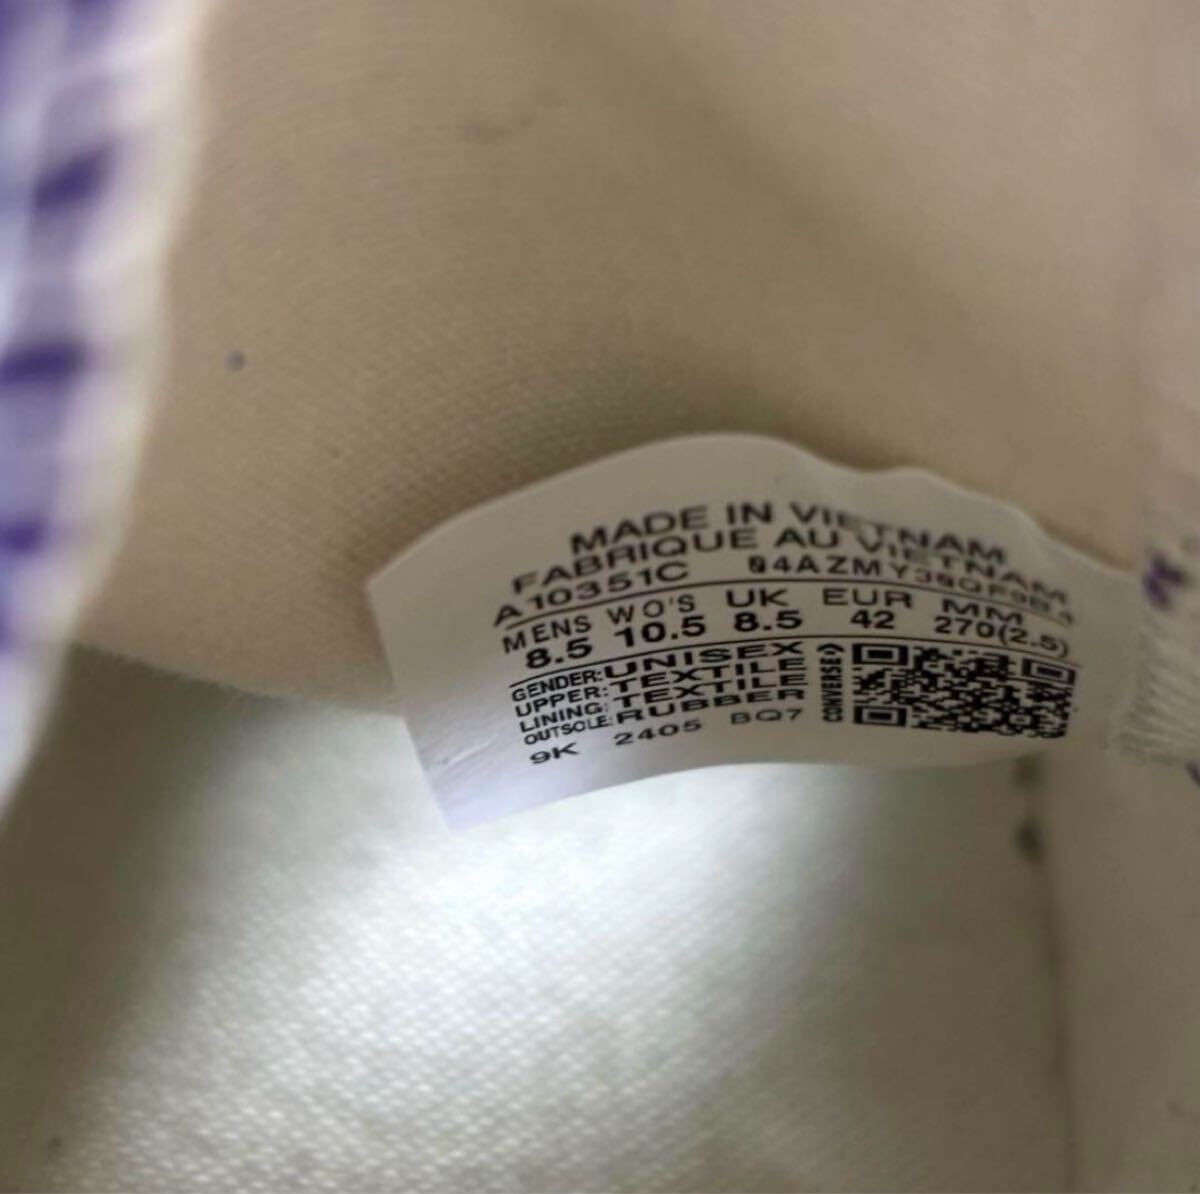 MADE IN VIETNAM
FABRIQUE AU VIETNAM
A10351C
MENS WO'S UK EUR MM
8.5 10.5 8.5 42 270(2.5)
GENDER: UNISEX
UPPER: TEXTILE
LINING: TEXTILE
OUTSOLE: RUBBER
9K 2405 BQ7
CONVERSE